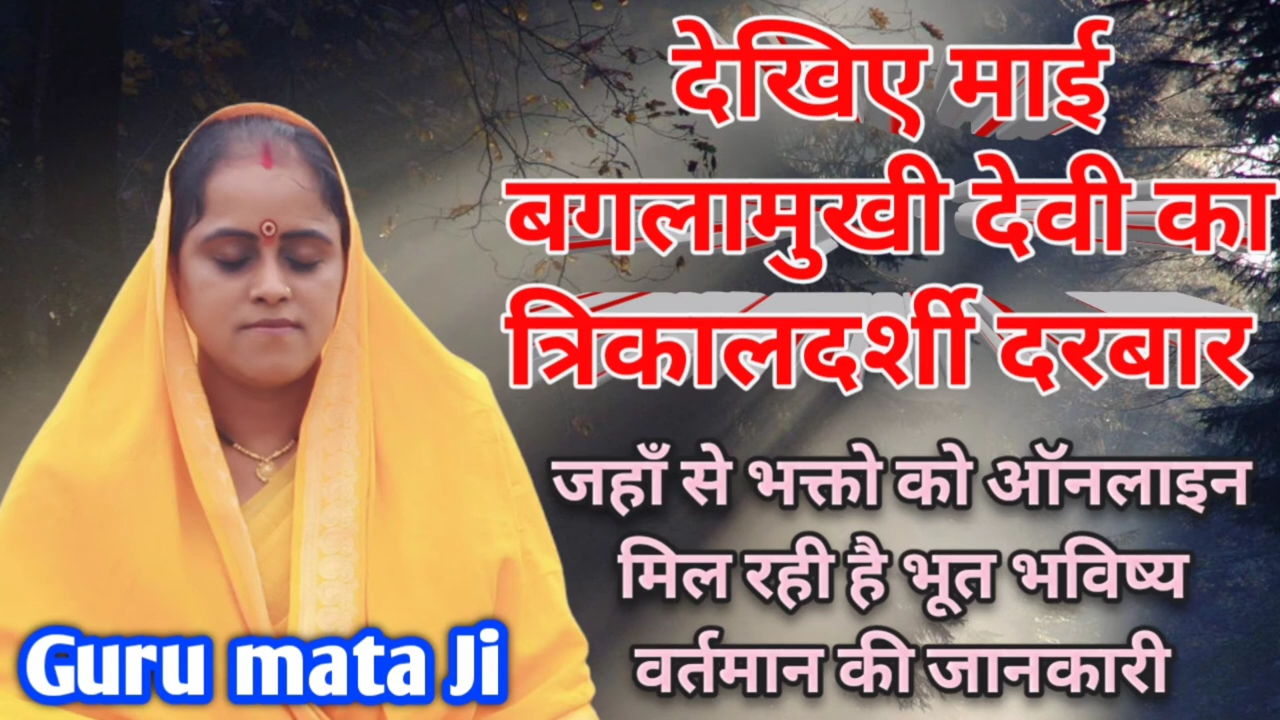 देखिए माई
बगलामुखी देवी का
त्रिकालदर्शी दरबार
जहाँ से भक्तो को ऑनलाइन
मिल रही है भूत भविष्य
वर्तमान की जानकारी
Guru mata Ji